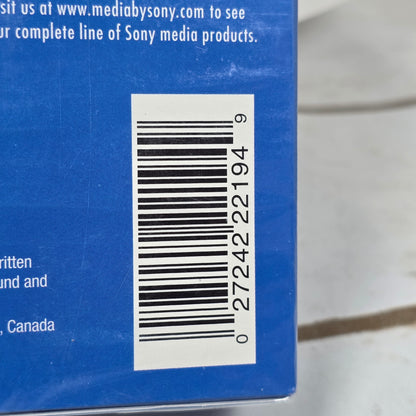 sit us at www.mediabysony.com to see
ur complete line of Sony media products.
ritten
und and
, Canada
0 27242 22194 9